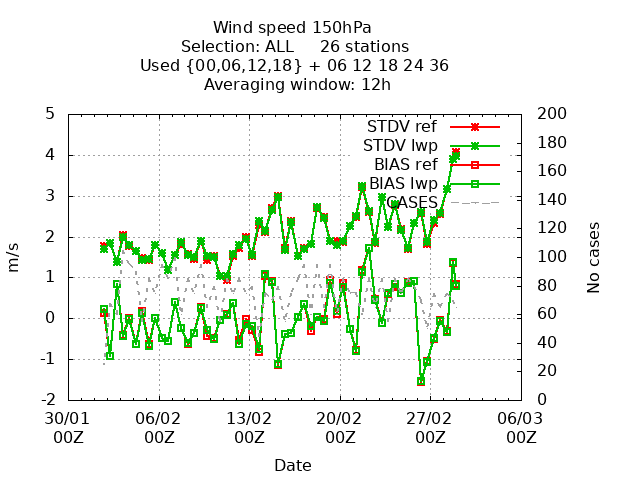 Wind speed 150hPa
Selection: ALL     26 stations
Used {00,06,12,18} + 06 12 18 24 36
Averaging window: 12h
STDV ref
STDV lwp
BIAS ref
BIAS lwp
CASES
5
4
3
2
1
0
-1
-2
m/s
200
180
160
140
120
100
80
60
40
20
0
No cases
30/01 06/02 13/02 20/02 27/02 06/03
00Z 00Z 00Z 00Z 00Z 00Z
Date